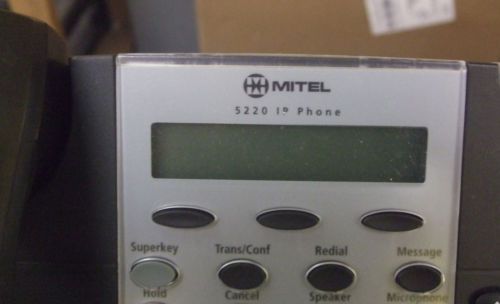 MITEL
5220 IP Phone
Superkey Trans/Conf Redial Message
Hold Cancel Speaker Microphone